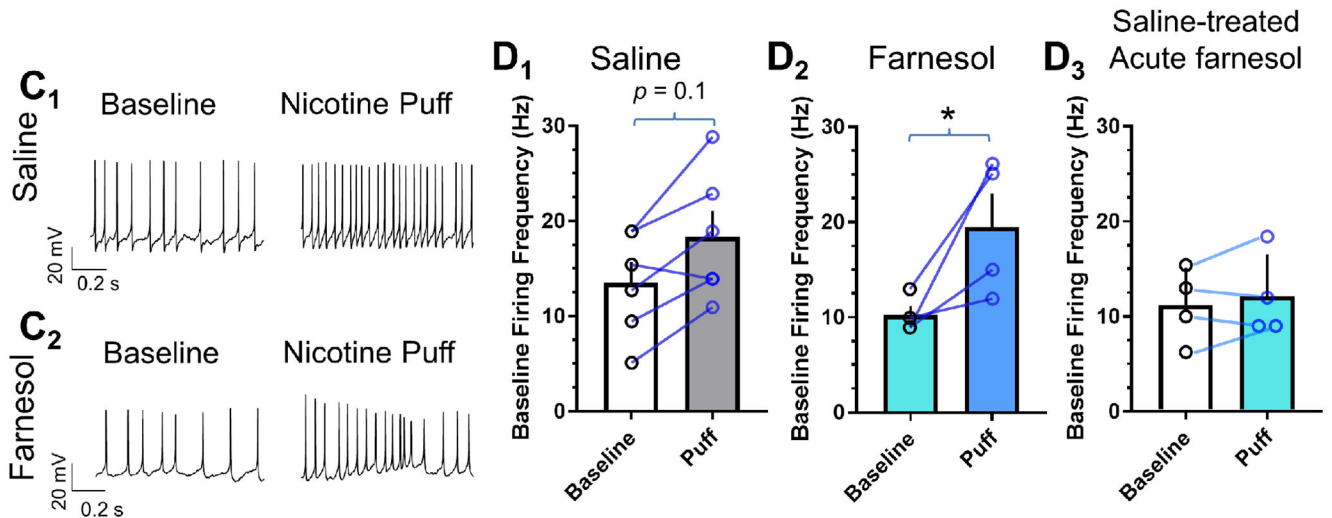 C1
Saline
Baseline
Nicotine Puff
20 mV
0.2 s
C2
Farnesol
Baseline
Nicotine Puff
20 mV
0.2 s
D1
Saline
p = 0.1
Baseline Firing Frequency (Hz)
30
20
10
0
Baseline
Puff
D2
Farnesol
*
Baseline Firing Frequency (Hz)
30
20
10
0
Baseline
Puff
D3
Saline-treated
Acute farnesol
Baseline Firing Frequency (Hz)
30
20
10
0
Baseline
Puff